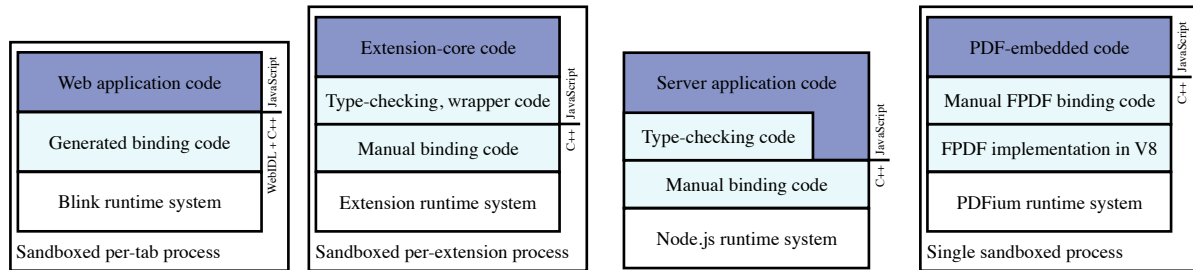 Web application code
Generated binding code
Blink runtime system
Sandboxed per-tab process
WebIDL + C++
JavaScript
Extension-core code
Type-checking, wrapper code
Manual binding code
Extension runtime system
Sandboxed per-extension process
C++
JavaScript
Server application code
Type-checking code
Manual binding code
Node.js runtime system
C++
JavaScript
PDF-embedded code
Manual FPDF binding code
FPDF implementation in V8
PDFium runtime system
Single sandboxed process
C++
JavaScript